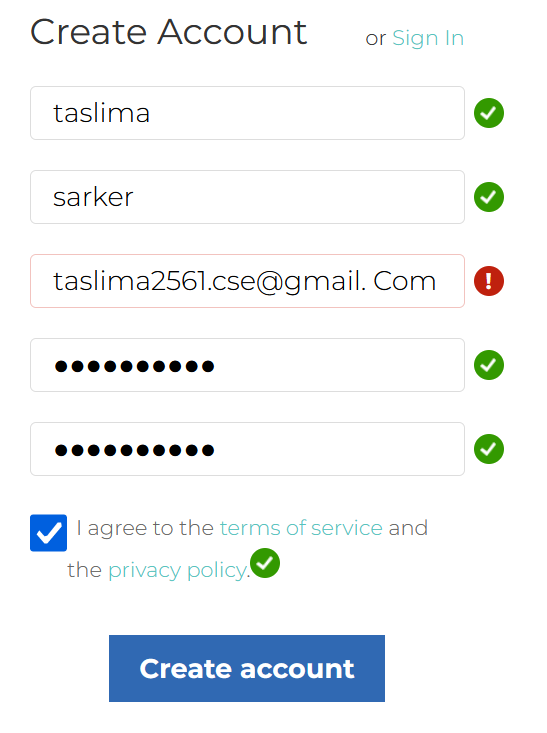 Create Account or Sign In
taslima
sarker
taslima2561.cse@gmail. Com
••••••••••
••••••••••
I agree to the terms of service and
the privacy policy.
Create account